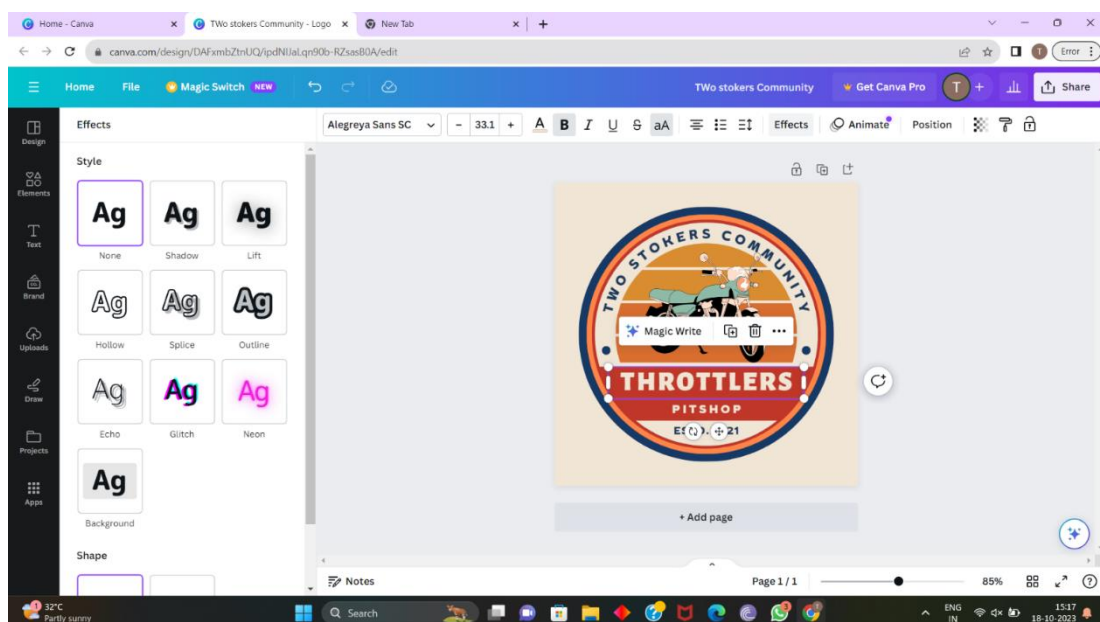 Home - Canva
TWo stokers Community - Logo
New Tab
canva.com/design/DAFxmbZtnUQ/ipdNIJaLqn90b-RZsas80A/edit
T
Error
Home
File
Magic Switch NEW
TWo stokers Community
Get Canva Pro
T
Share
Design
Elements
Text
Brand
Uploads
Draw
Projects
Apps
Effects
Style
Ag
Ag
Ag
None
Shadow
Lift
Ag
Ag
Ag
Hollow
Splice
Outline
Ag
Ag
Ag
Echo
Glitch
Neon
Ag
Background
Shape
Alegreya Sans SC
- 33.1 +
A B I U S aA
Effects
Animate
Position
TWO STOKERS COMMUNITY
Magic Write
THROTTLERS
PITSHOP
21
+ Add page
Notes
Page 1 / 1
85%
32°C
Partly sunny
Search
ENG
IN
15:17
18-10-2023